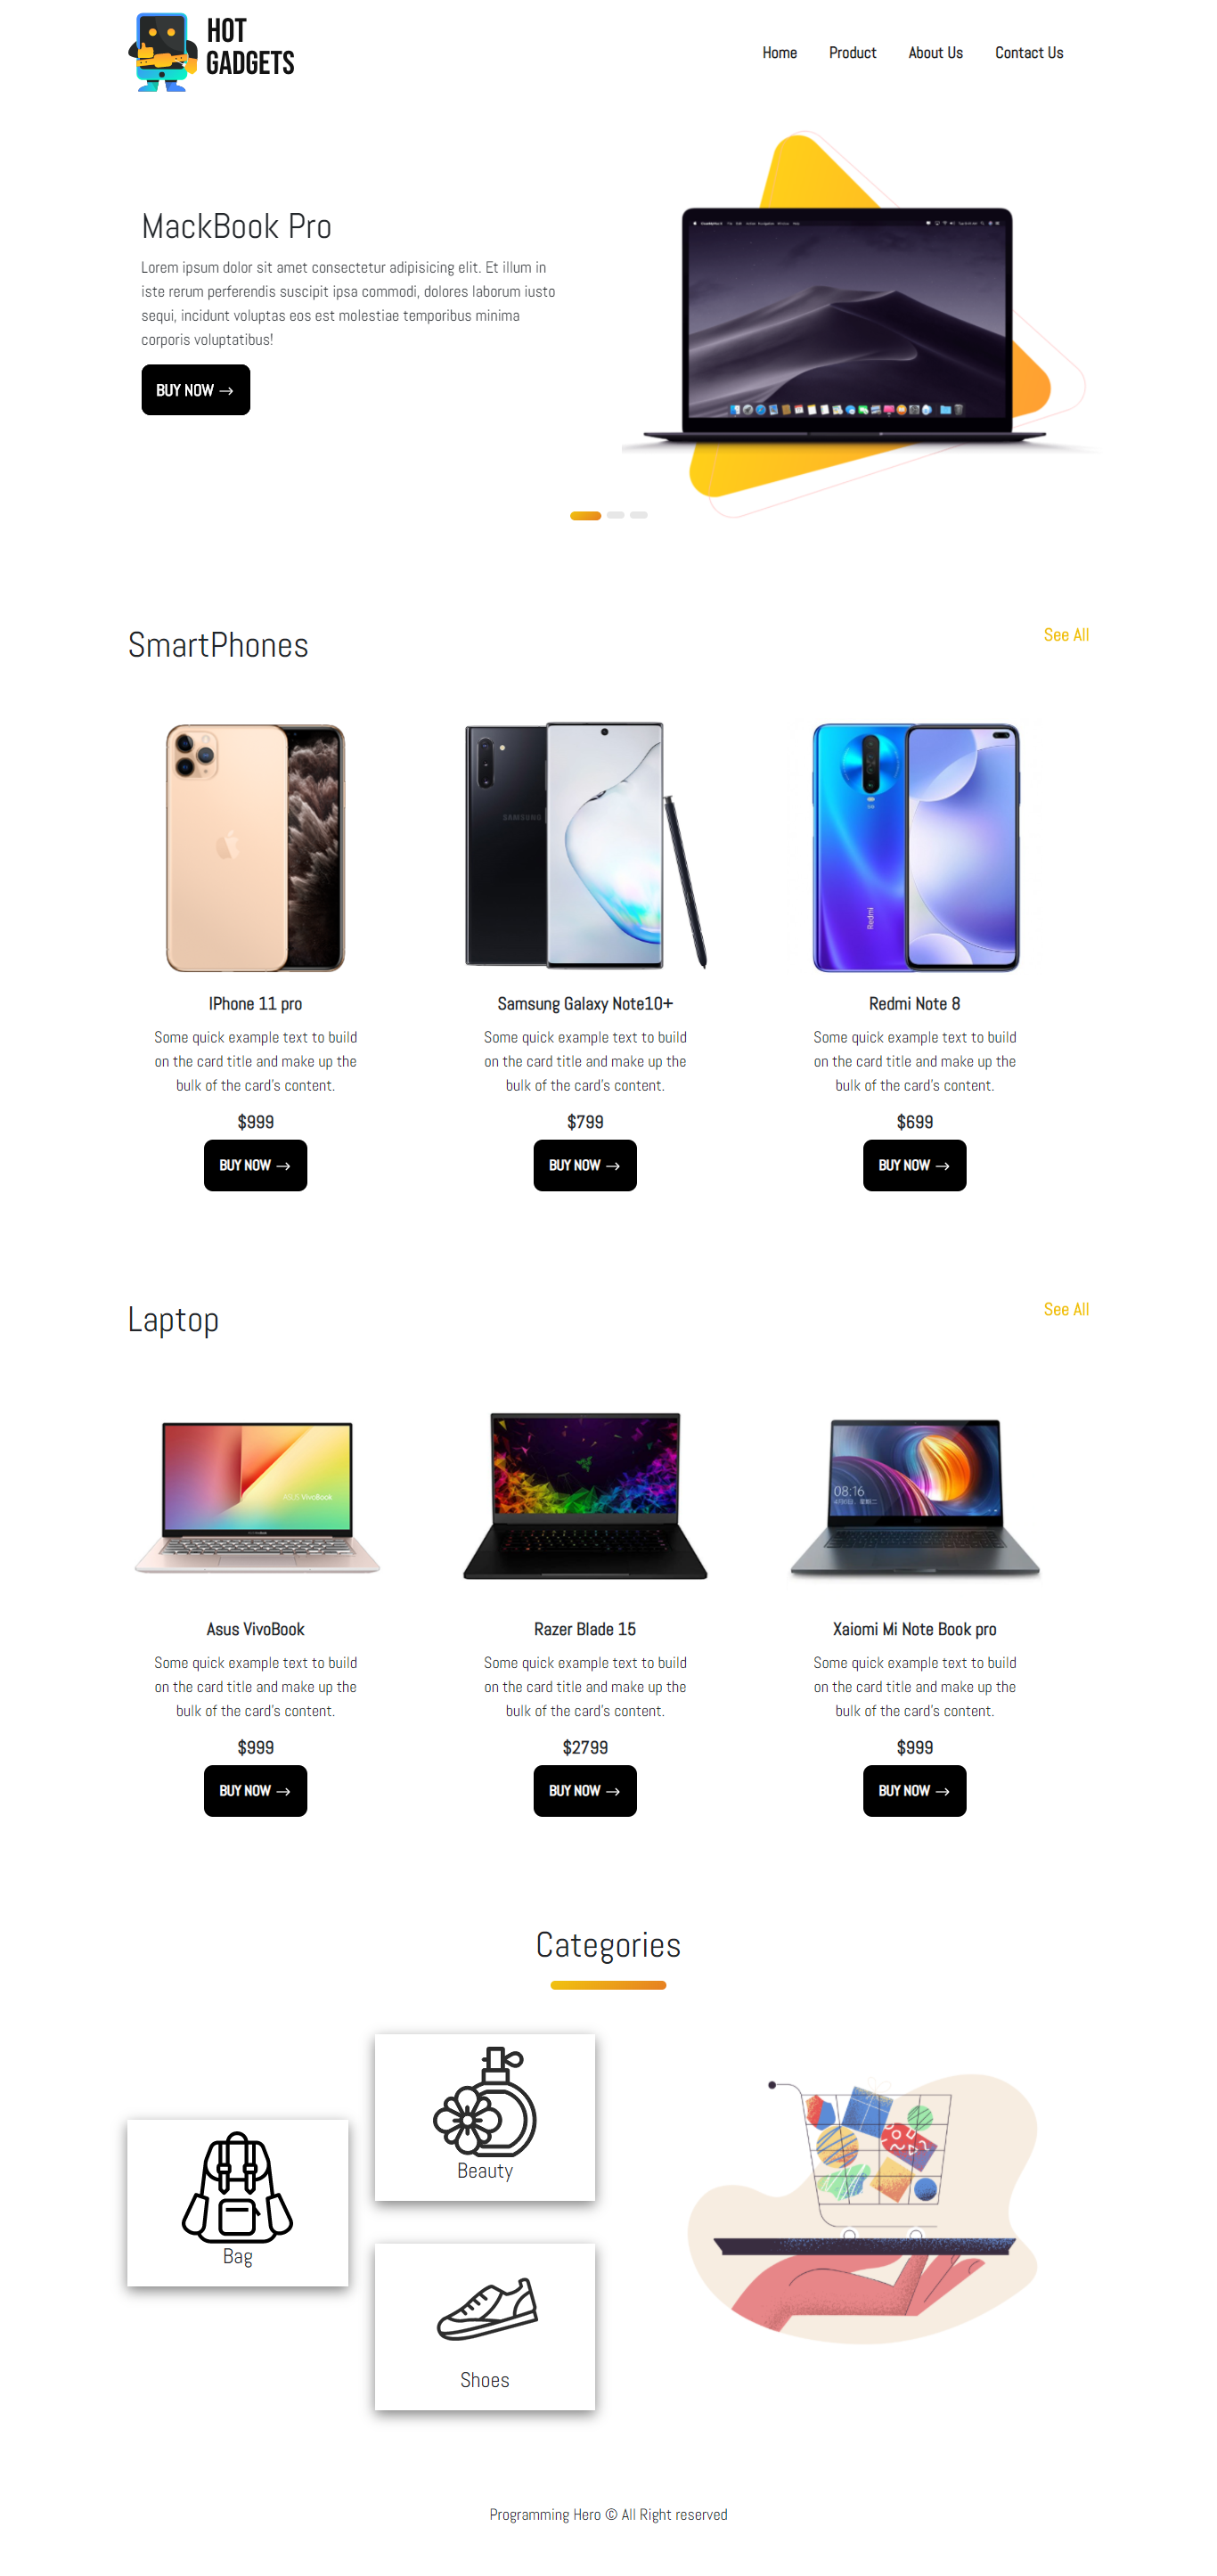 HOT
GADGETS
Home Product About Us Contact Us
MackBook Pro
Lorem ipsum dolor sit amet consectetur adipisicing elit. Et illum in
iste rerum perferendis suscipit ipsa commodi, dolores laborum iusto
sequi, incidunt voluptas eos est molestiae temporibus minima
corporis voluptatibus!
BUY NOW →
SmartPhones
See All
SAMSUNG
Redmi
IPhone 11 pro
Some quick example text to build
on the card title and make up the
bulk of the card's content.
$999
BUY NOW →
Samsung Galaxy Note10+
Some quick example text to build
on the card title and make up the
bulk of the card's content.
$799
BUY NOW →
Redmi Note 8
Some quick example text to build
on the card title and make up the
bulk of the card's content.
$699
BUY NOW →
Laptop
See All
ASUS VivoBook
08:16
Asus VivoBook
Some quick example text to build
on the card title and make up the
bulk of the card's content.
$999
BUY NOW →
Razer Blade 15
Some quick example text to build
on the card title and make up the
bulk of the card's content.
$2799
BUY NOW →
Xaiomi Mi Note Book pro
Some quick example text to build
on the card title and make up the
bulk of the card's content.
$999
BUY NOW →
Categories
Beauty
Bag
Shoes
Programming Hero © All Right reserved